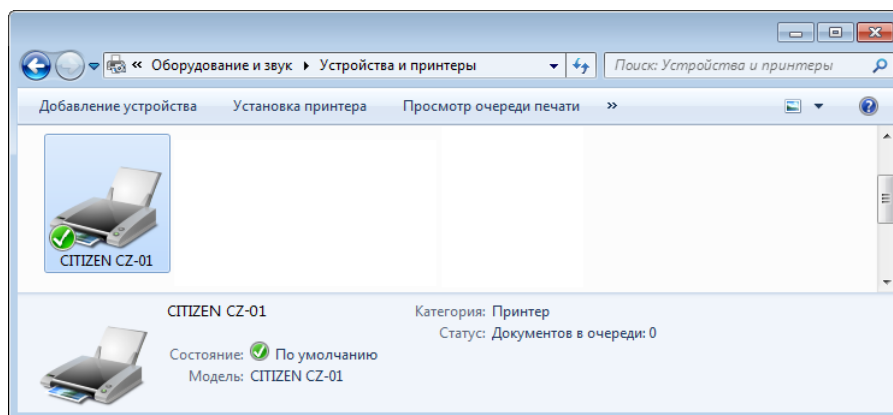 « Оборудование и звук Устройства и принтеры Поиск: Устройства и принтеры
Добавление устройства Установка принтера Просмотр очереди печати »
CITIZEN CZ-01
CITIZEN CZ-01 Категория: Принтер
Статус: Документов в очереди: 0
Состояние: По умолчанию
Модель: CITIZEN CZ-01